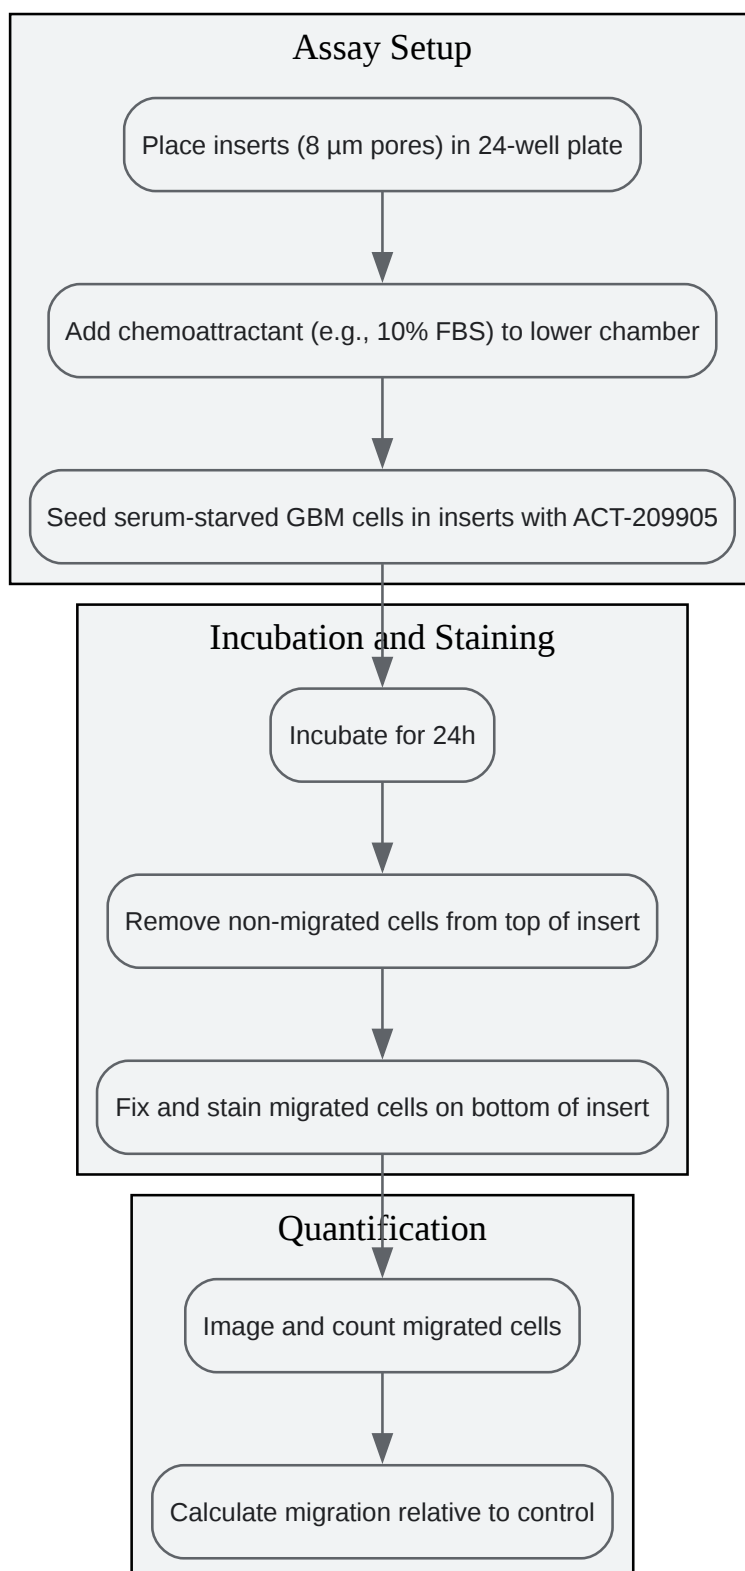 Assay Setup
Place inserts (8 µm pores) in 24-well plate
Add chemoattractant (e.g., 10% FBS) to lower chamber
Seed serum-starved GBM cells in inserts with ACT-209905
Incubation and Staining
Incubate for 24h
Remove non-migrated cells from top of insert
Fix and stain migrated cells on bottom of insert
Quantification
Image and count migrated cells
Calculate migration relative to control